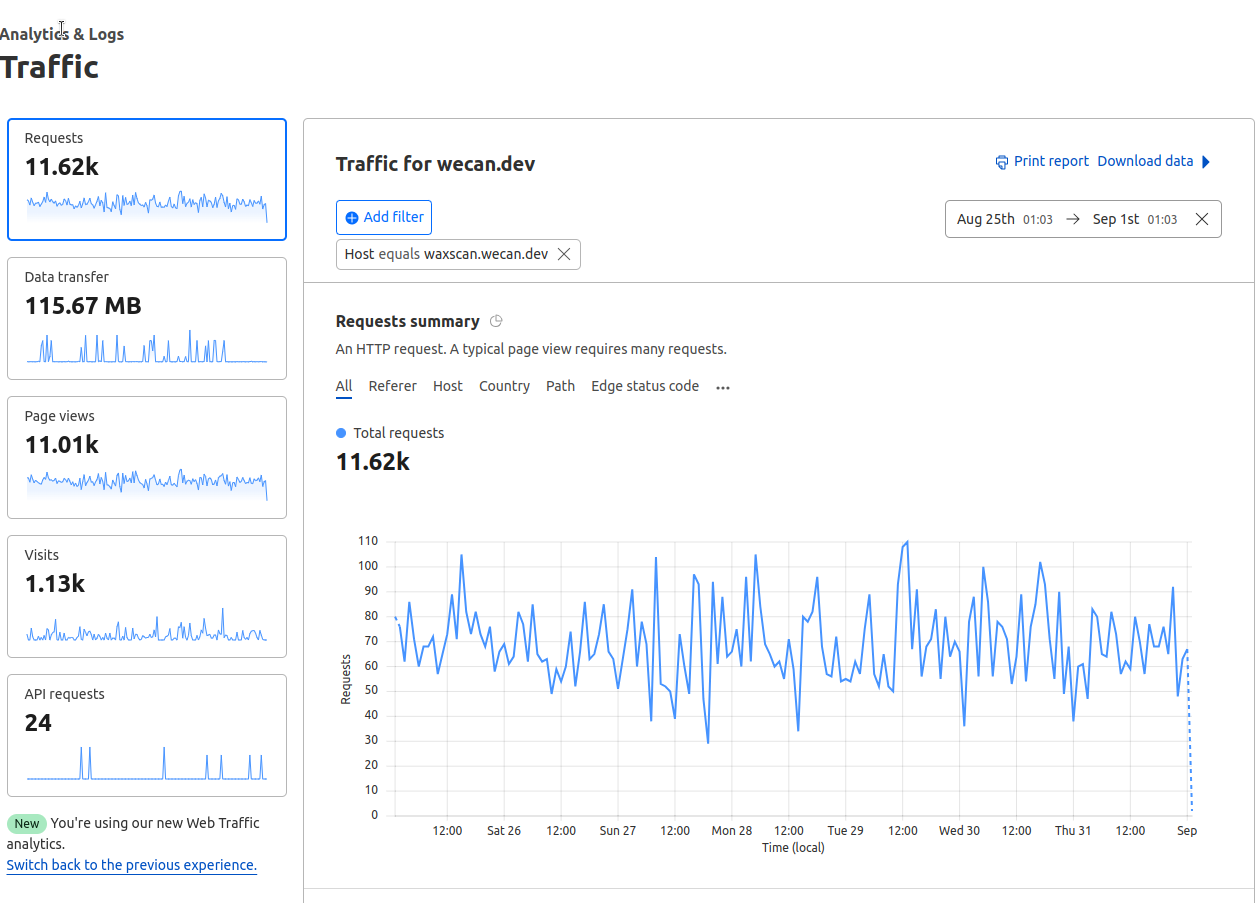 Analytics & Logs
Traffic
Requests
11.62k
Data transfer
115.67 MB
Page views
11.01k
Visits
1.13k
API requests
24
New You're using our new Web Traffic
analytics.
Switch back to the previous experience.
Traffic for wecan.dev
Print report Download data
Add filter
Aug 25th 01:03 → Sep 1st 01:03
Host equals waxscan.wecan.dev
Requests summary
An HTTP request. A typical page view requires many requests.
All Referer Host Country Path Edge status code ...
Total requests
11.62k
Requests
110
100
90
80
70
60
50
40
30
20
10
0
12:00 Sat 26 12:00 Sun 27 12:00 Mon 28 12:00 Tue 29 12:00 Wed 30 12:00 Thu 31 12:00 Sep
Time (local)